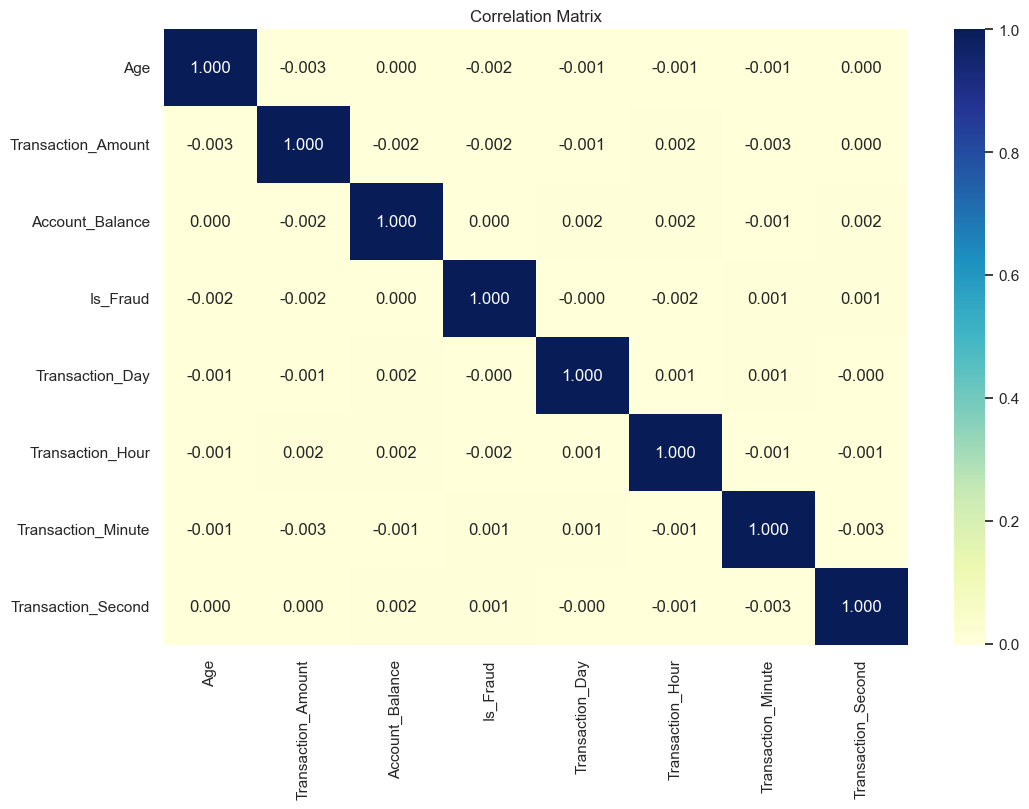 Correlation Matrix
Age 1.000 -0.003 0.000 -0.002 -0.001 -0.001 -0.001 0.000
Transaction_Amount -0.003 1.000 -0.002 -0.002 -0.001 0.002 -0.003 0.000
Account_Balance 0.000 -0.002 1.000 0.000 0.002 0.002 -0.001 0.002
Is_Fraud -0.002 -0.002 0.000 1.000 -0.000 -0.002 0.001 0.001
Transaction_Day -0.001 -0.001 0.002 -0.000 1.000 0.001 0.001 -0.000
Transaction_Hour -0.001 0.002 0.002 -0.002 0.001 1.000 -0.001 -0.001
Transaction_Minute -0.001 -0.003 -0.001 0.001 0.001 -0.001 1.000 -0.003
Transaction_Second 0.000 0.000 0.002 0.001 -0.000 -0.001 -0.003 1.000
Age
Transaction_Amount
Account_Balance
Is_Fraud
Transaction_Day
Transaction_Hour
Transaction_Minute
Transaction_Second
1.0
0.8
0.6
0.4
0.2
0.0